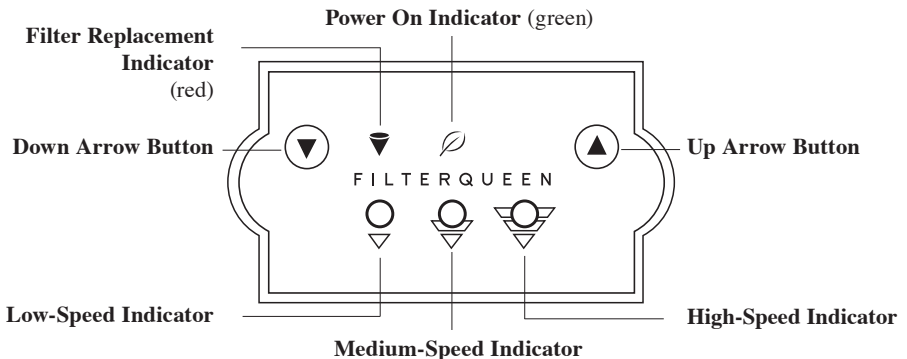 Power On Indicator (green)
Filter Replacement
Indicator
(red)
Down Arrow Button
Up Arrow Button
FILTERQUEEN
Low-Speed Indicator
High-Speed Indicator
Medium-Speed Indicator